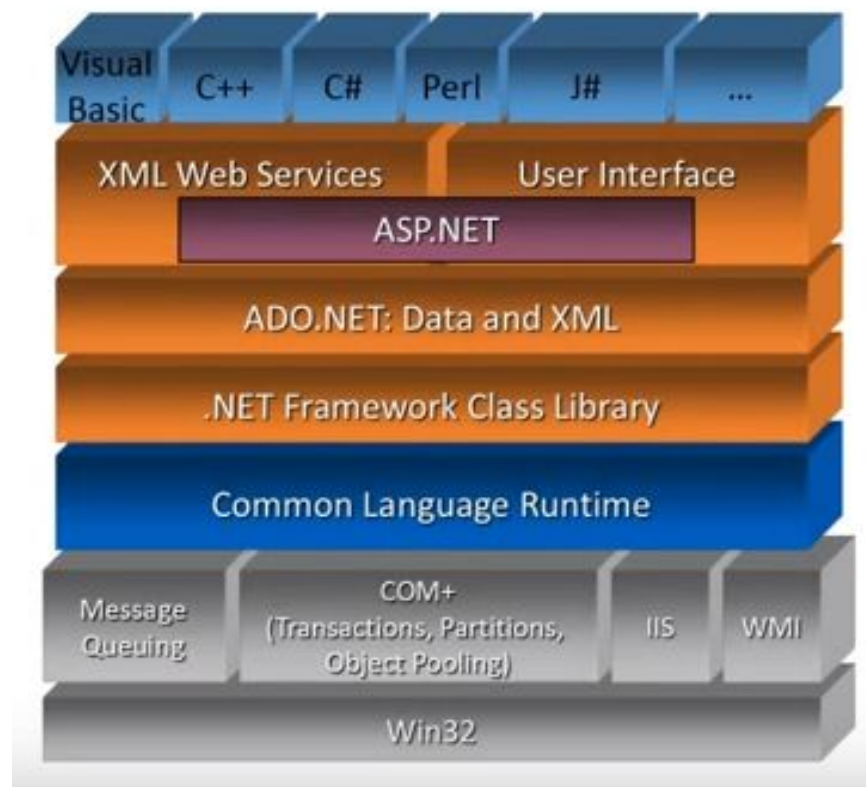 Visual
Basic
C++
C#
Perl
J#
...
XML Web Services
User Interface
ASP.NET
ADO.NET: Data and XML
.NET Framework Class Library
Common Language Runtime
Message
Queuing
COM+
(Transactions, Partitions,
Object Pooling)
IIS
WMI
Win32